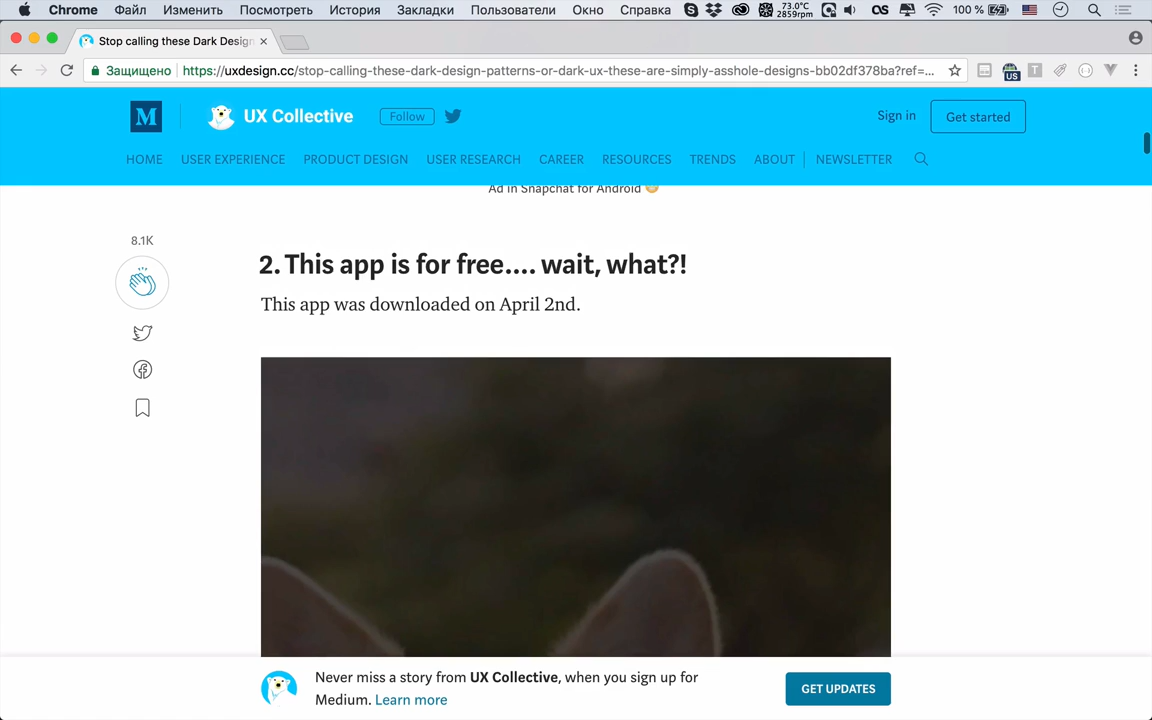 Chrome Файл Изменить Посмотреть История Закладки Пользователи Окно Справка 73.0°C 2859rpm 100 %
Stop calling these Dark Design
Защищено https://uxdesign.cc/stop-calling-these-dark-design-patterns-or-dark-ux-these-are-simply-asshole-designs-bb02df378ba?ref=...
US T
M UX Collective Follow Sign in Get started
HOME USER EXPERIENCE PRODUCT DESIGN USER RESEARCH CAREER RESOURCES TRENDS ABOUT NEWSLETTER
Ad in Snapchat for Android
8.1K
2. This app is for free…. wait, what?!
This app was downloaded on April 2nd.
Never miss a story from UX Collective, when you sign up for
Medium. Learn more
GET UPDATES